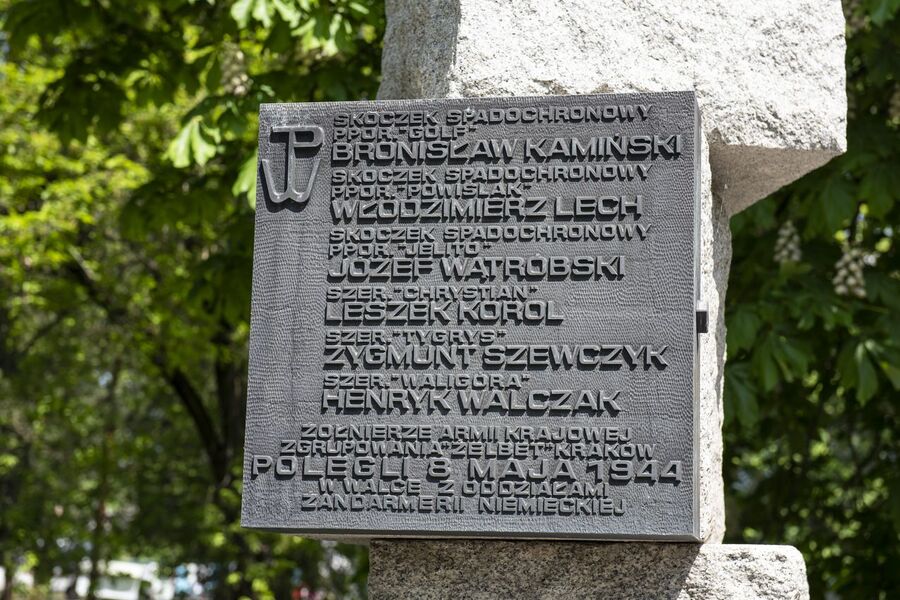 PW
SKOCZEK SPADOCHRONOWY
PPOR. "GOLF"
BRONISŁAW KAMIŃSKI
SKOCZEK SPADOCHRONOWY
PPOR. "POWIŚLAK"
WŁODZIMIERZ LECH
SKOCZEK SPADOCHRONOWY
PPOR. "JELITO"
JÓZEF WĄTRÓBSKI
SZER. "CHRYSTIAN"
LESZEK KOROL
SZER. "TYGRYS"
ZYGMUNT SZEWCZYK
SZER. "WALIGÓRA"
HENRYK WALCZAK
ŻOŁNIERZE ARMII KRAJOWEJ
ZGRUPOWANIA "ŻELBET" KRAKÓW
POLEGLI 8 MAJA 1944
W WALCE Z ODDZIAŁAMI
ŻANDARMERII NIEMIECKIEJ